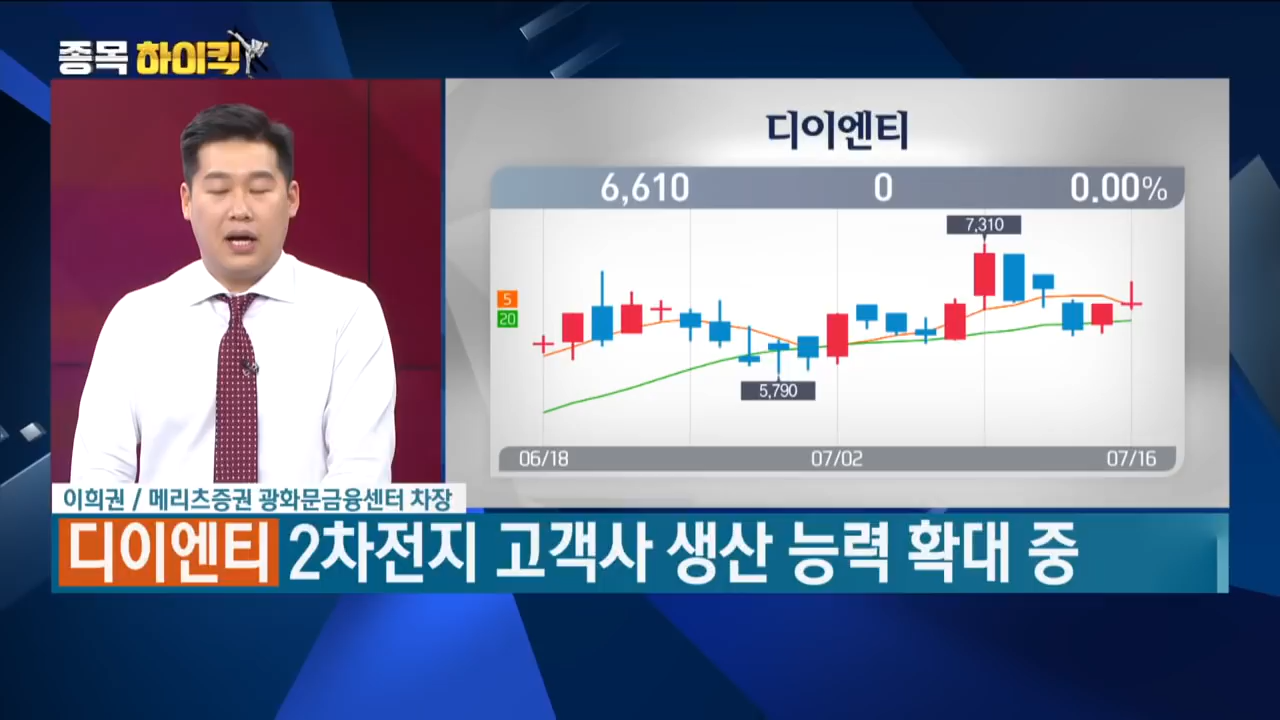 종목 하이킥
디이엔티
6,610 0 0.00%
7,310
5
20
5,790
06/18 07/02 07/16
이희권 / 메리츠증권 광화문금융센터 차장
디이엔티 2차전지 고객사 생산 능력 확대 중